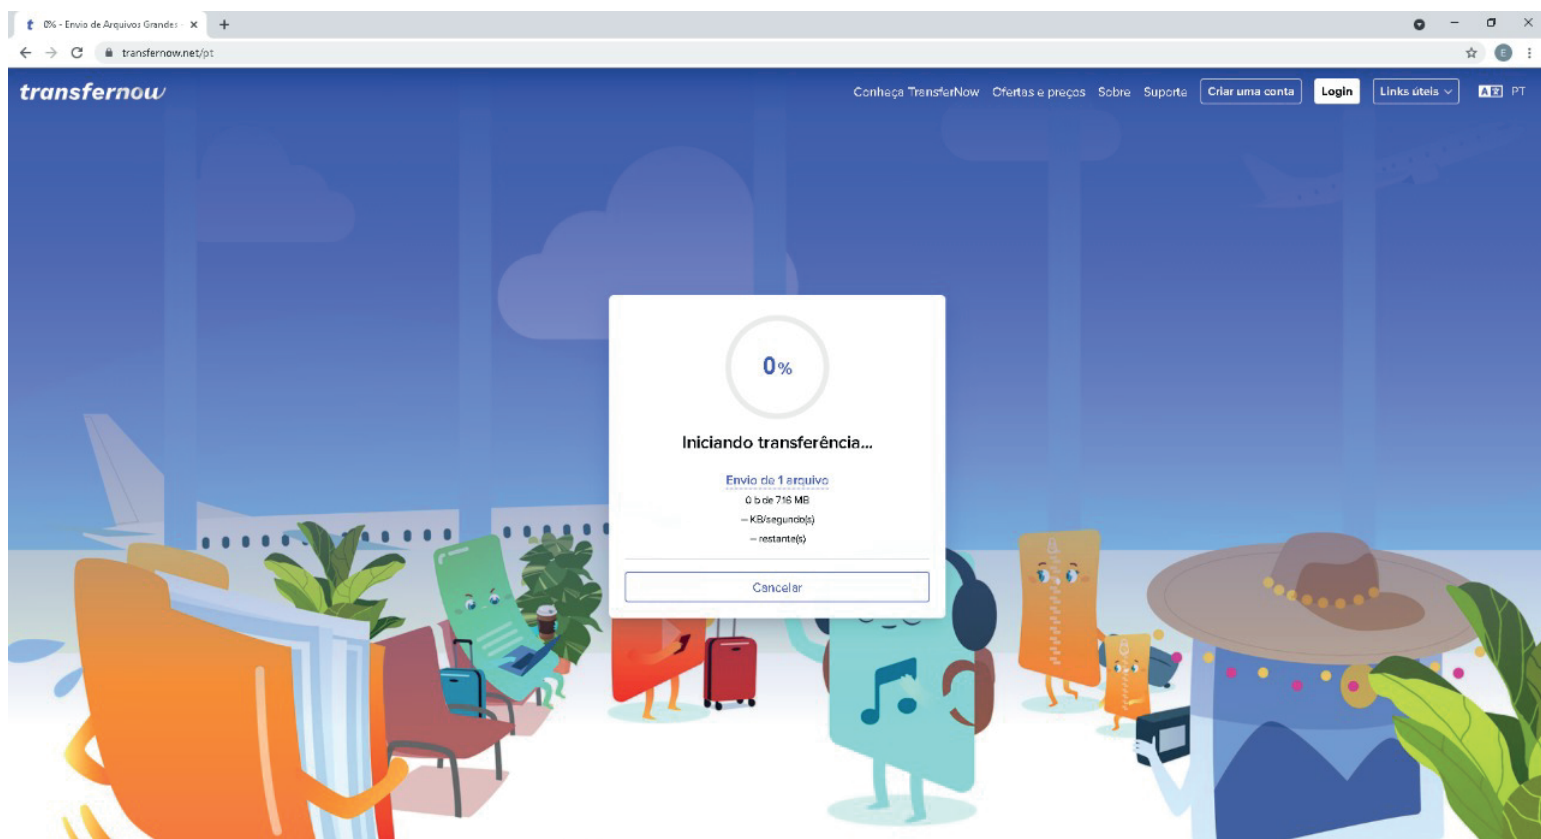 0% - Envio de Arquivos Grandes -
transfernow.net/pt
E
transfernow
Conheça TransferNow Ofertas e preços Sobre Suporte Criar uma conta Login Links úteis PT
0%
Iniciando transferência...
Envio de 1 arquivo
0 b de 716 MB
– KB/segundo(s)
– restante(s)
Cancelar